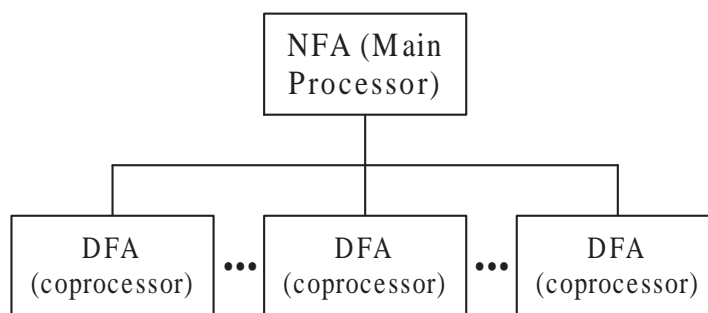 NFA (Main
Processor)
DFA
(coprocessor)
•••
DFA
(coprocessor)
•••
DFA
(coprocessor)